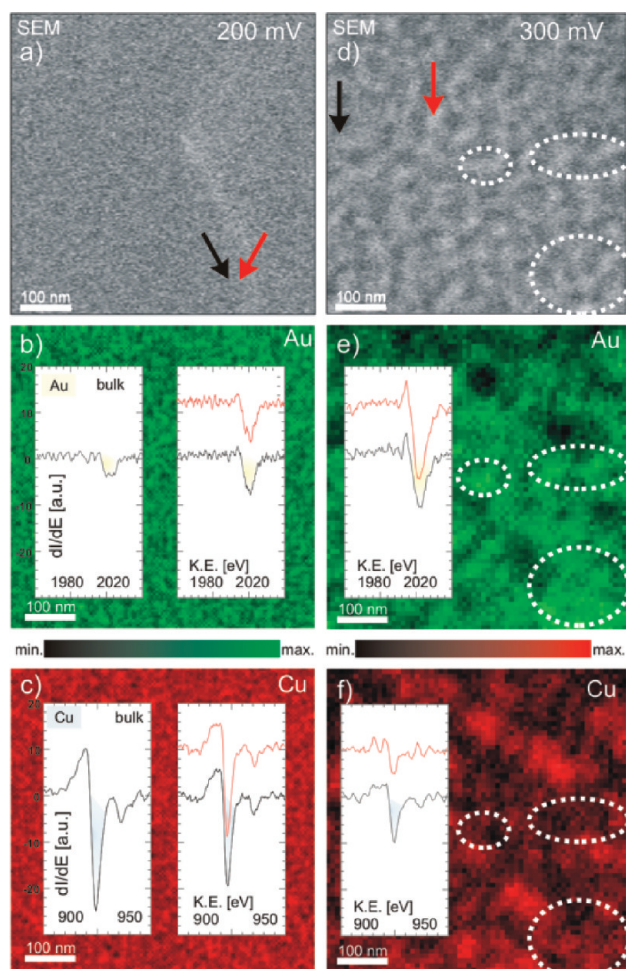 SEM 200 mV
a)
100 nm
SEM 300 mV
d)
100 nm
b) Au
20
10
0
-10
-20
dI/dE [a.u.]
Au bulk
1980 2020
K.E. [eV]
1980 2020
100 nm
e) Au
K.E. [eV]
1980 2020
100 nm
min. max.
min. max.
c) Cu
20
10
0
-10
-20
dI/dE [a.u.]
Cu bulk
900 950
K.E. [eV]
900 950
100 nm
f) Cu
K.E. [eV]
900 950
100 nm